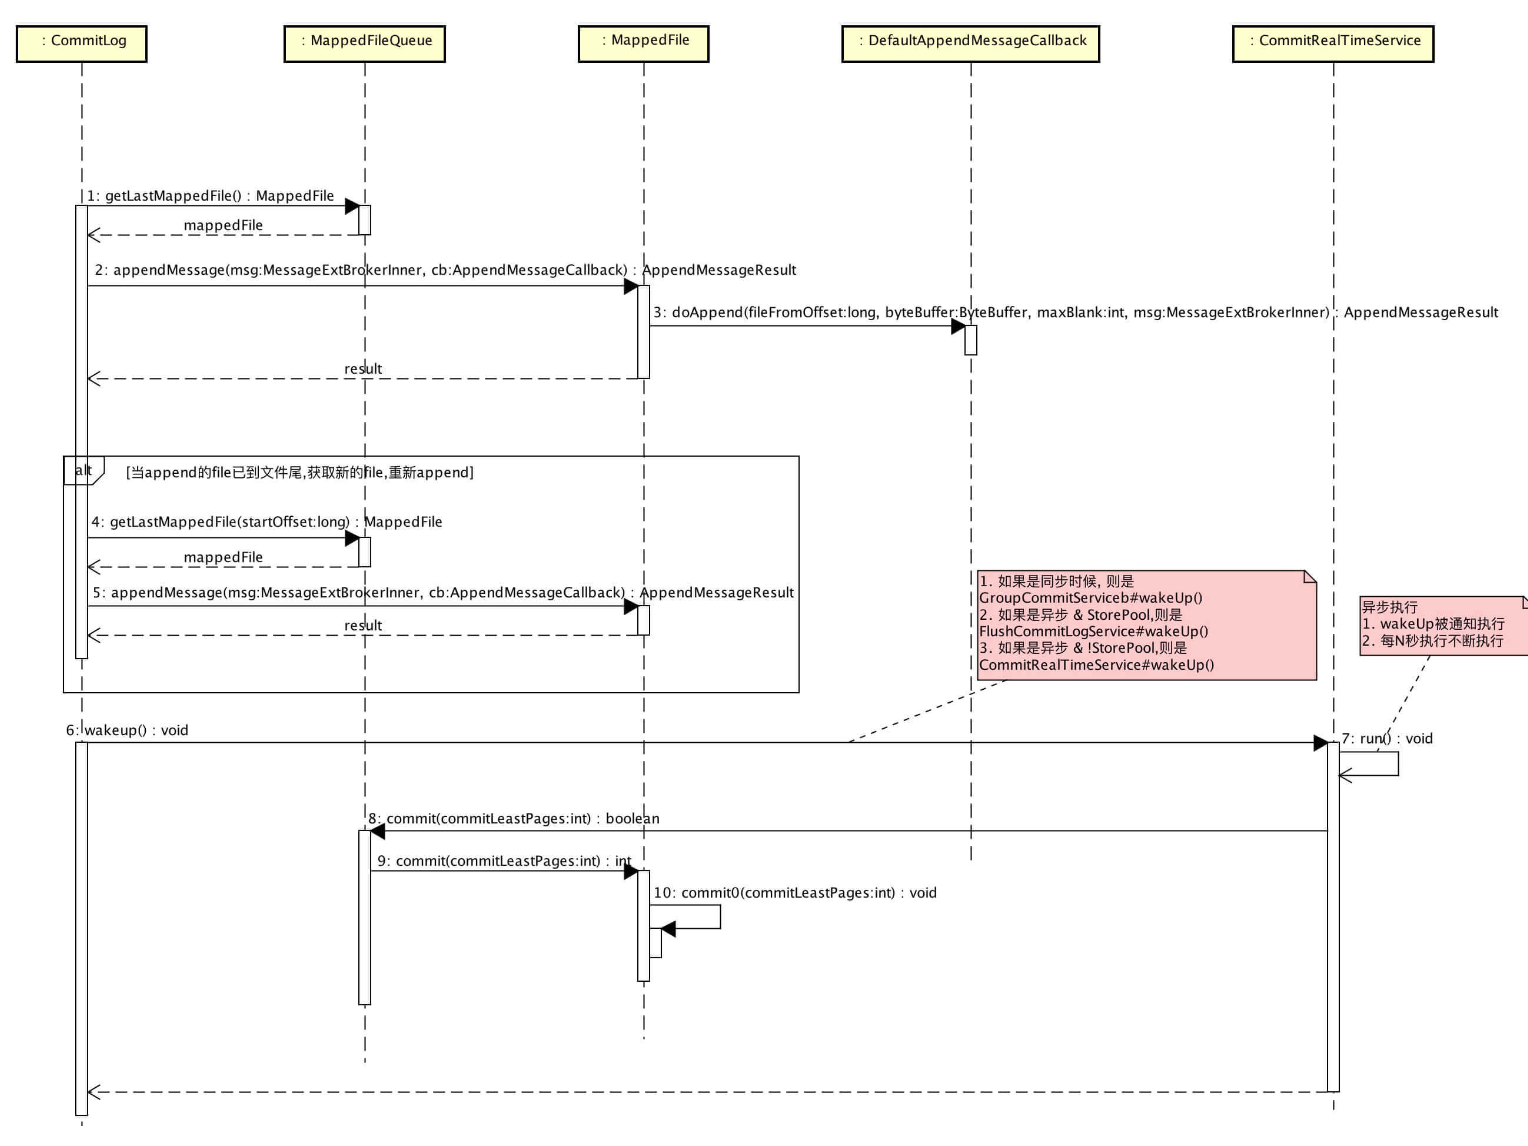 : CommitLog
: MappedFileQueue
: MappedFile
: DefaultAppendMessageCallback
: CommitRealTimeService
1: getLastMappedFile() : MappedFile
mappedFile
2: appendMessage(msg:MessageExtBrokerInner, cb:AppendMessageCallback) : AppendMessageResult
3: doAppend(fileFromOffset:long, byteBuffer:ByteBuffer, maxBlank:int, msg:MessageExtBrokerInner) : AppendMessageResult
result
alt
[当append的file已到文件尾,获取新的file,重新append]
4: getLastMappedFile(startOffset:long) : MappedFile
mappedFile
5: appendMessage(msg:MessageExtBrokerInner, cb:AppendMessageCallback) : AppendMessageResult
result
1. 如果是同步时候, 则是
GroupCommitServiceb#wakeUp()
2. 如果是异步 & StorePool,则是
FlushCommitLogService#wakeUp()
3. 如果是异步 & !StorePool,则是
CommitRealTimeService#wakeUp()
异步执行
1. wakeUp被通知执行
2. 每N秒执行不断执行
6: wakeup() : void
7: run() : void
8: commit(commitLeastPages:int) : boolean
9: commit(commitLeastPages:int) : int
10: commit0(commitLeastPages:int) : void